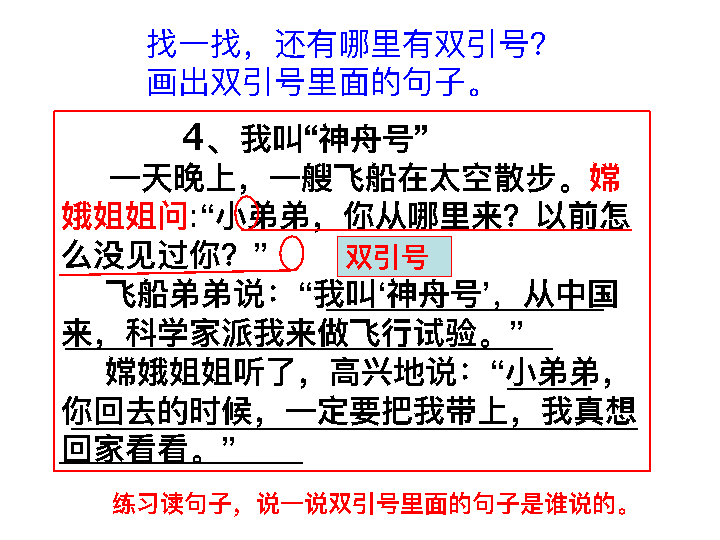 找一找，还有哪里有双引号？
画出双引号里面的句子。
4、我叫“神舟号”
一天晚上，一艘飞船在太空散步。嫦
娥姐姐问:“小弟弟，你从哪里来？以前怎
么没见过你？”
双引号
飞船弟弟说：“我叫‘神舟号’，从中国
来，科学家派我来做飞行试验。”
嫦娥姐姐听了，高兴地说：“小弟弟，
你回去的时候，一定要把我带上，我真想
回家看看。”
练习读句子，说一说双引号里面的句子是谁说的。